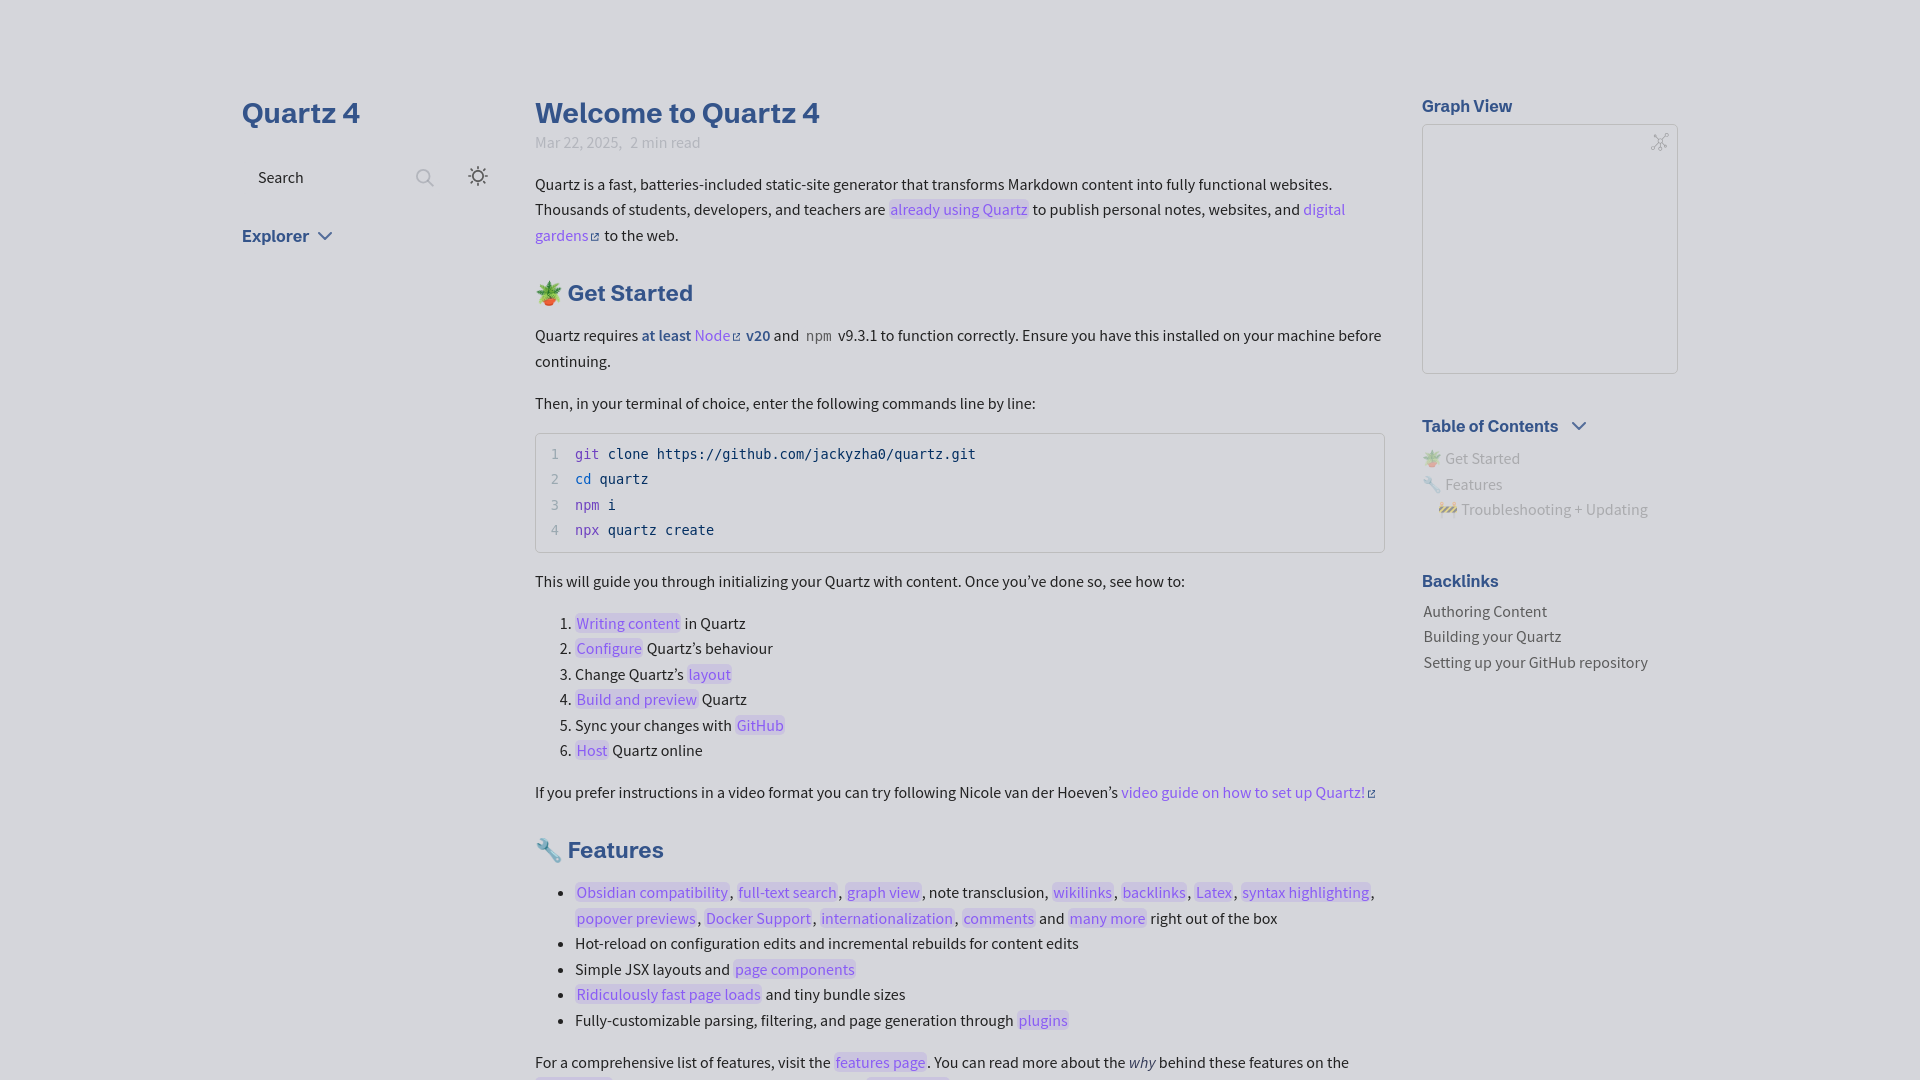 Quartz 4
Search
Explorer
Welcome to Quartz 4
Mar 22, 2025, 2 min read
Quartz is a fast, batteries-included static-site generator that transforms Markdown content into fully functional websites.
Thousands of students, developers, and teachers are already using Quartz to publish personal notes, websites, and digital
gardens to the web.
🪴 Get Started
Quartz requires at least Node v20 and npm v9.3.1 to function correctly. Ensure you have this installed on your machine before
continuing.
Then, in your terminal of choice, enter the following commands line by line:
1 git clone https://github.com/jackyzha0/quartz.git
2 cd quartz
3 npm i
4 npx quartz create
This will guide you through initializing your Quartz with content. Once you’ve done so, see how to:
1. Writing content in Quartz
2. Configure Quartz’s behaviour
3. Change Quartz’s layout
4. Build and preview Quartz
5. Sync your changes with GitHub
6. Host Quartz online
If you prefer instructions in a video format you can try following Nicole van der Hoeven’s video guide on how to set up Quartz!
🔧 Features
• Obsidian compatibility, full-text search, graph view, note transclusion, wikilinks, backlinks, Latex, syntax highlighting,
popover previews, Docker Support, internationalization, comments and many more right out of the box
• Hot-reload on configuration edits and incremental rebuilds for content edits
• Simple JSX layouts and page components
• Ridiculously fast page loads and tiny bundle sizes
• Fully-customizable parsing, filtering, and page generation through plugins
For a comprehensive list of features, visit the features page. You can read more about the why behind these features on the
Graph View
Table of Contents
🪴 Get Started
🔧 Features
🚧 Troubleshooting + Updating
Backlinks
Authoring Content
Building your Quartz
Setting up your GitHub repository